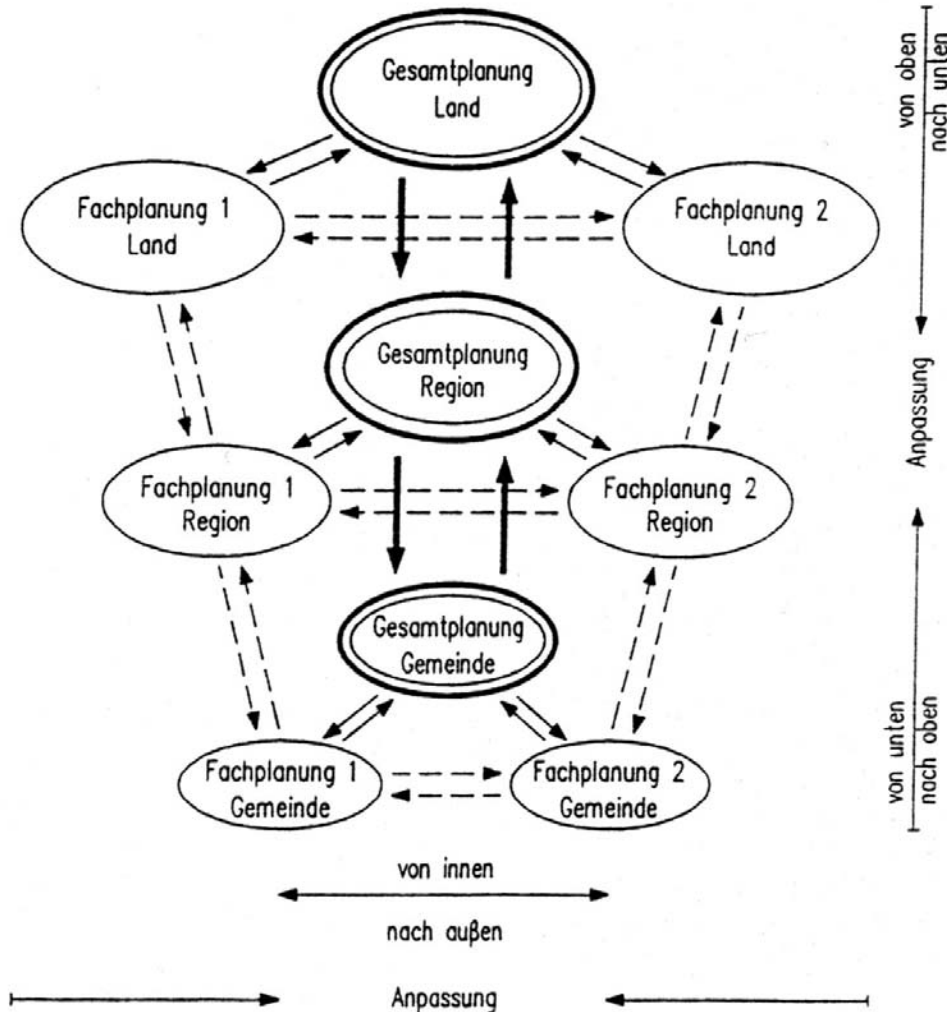 Gesamtplanung
Land
Fachplanung 1
Land
Fachplanung 2
Land
Gesamtplanung
Region
Fachplanung 1
Region
Fachplanung 2
Region
Gesamtplanung
Gemeinde
Fachplanung 1
Gemeinde
Fachplanung 2
Gemeinde
von innen
nach außen
Anpassung
von oben
nach unten
Anpassung
von unten
nach oben